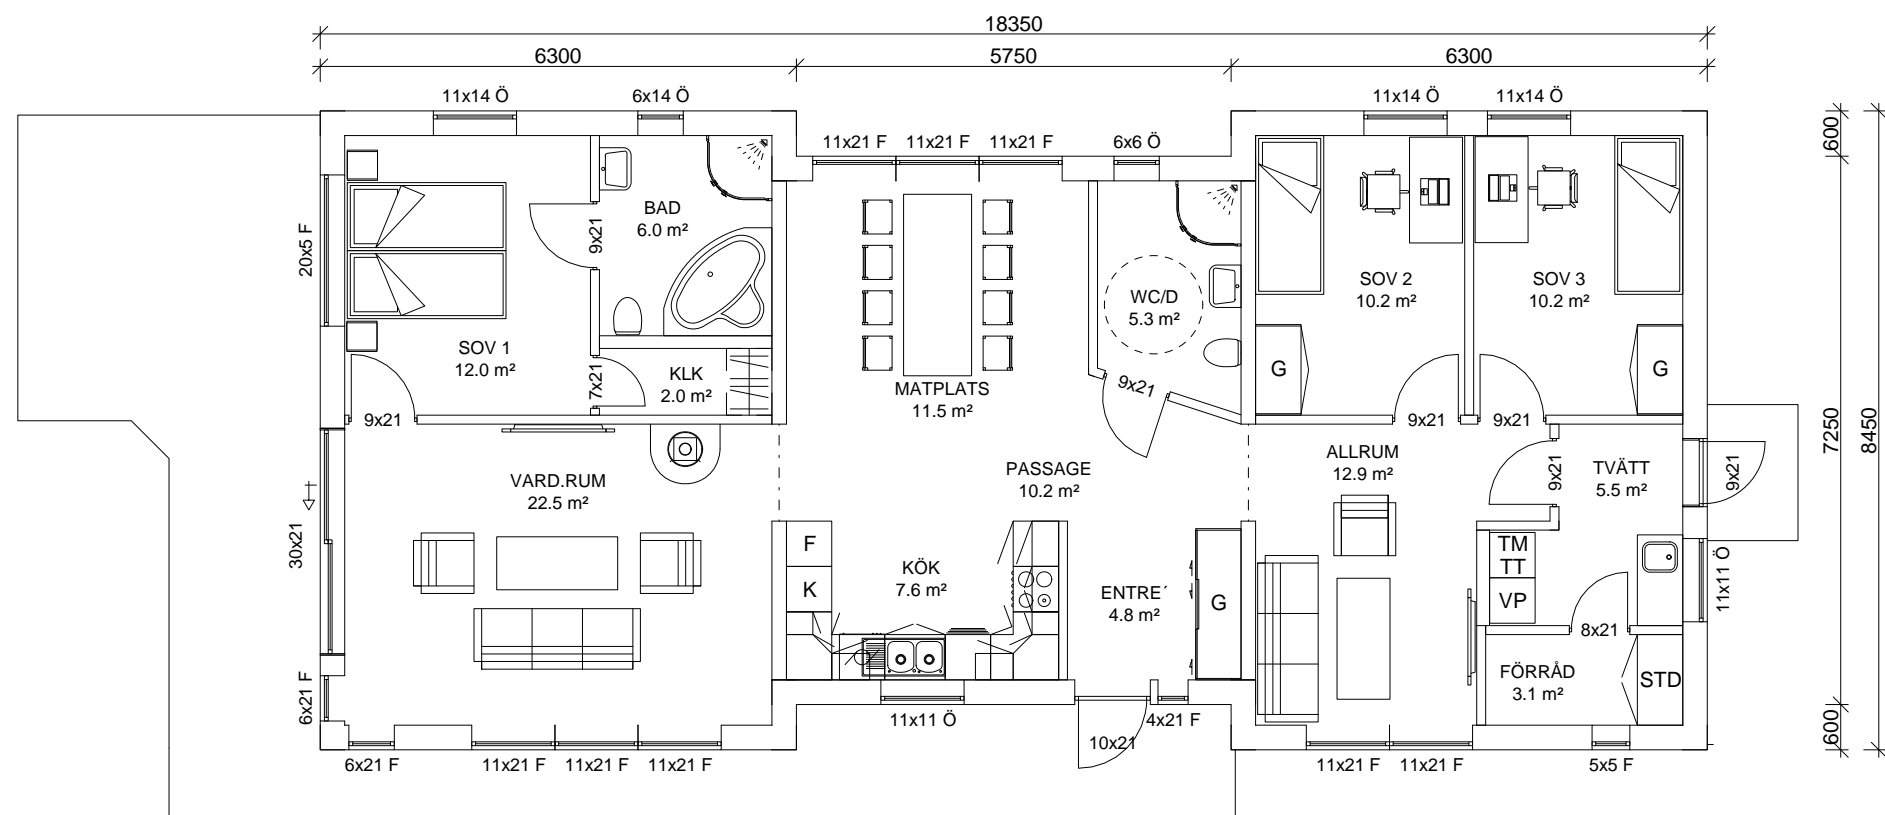 18350
6300
5750
6300
11x14 Ö
6x14 Ö
11x14 Ö
11x14 Ö
11x21 F
11x21 F
11x21 F
6x6 Ö
600
BAD
6.0 m²
9x21
20x5 F
SOV 2
10.2 m²
SOV 3
10.2 m²
WC/D
5.3 m²
SOV 1
12.0 m²
KLK
2.0 m²
7x21
G
G
MATPLATS
11.5 m²
9x21
9x21
9x21
9x21
7250
8450
VARD.RUM
22.5 m²
PASSAGE
10.2 m²
ALLRUM
12.9 m²
9x21
TVÄTT
5.5 m²
9x21
30x21
F
K
KÖK
7.6 m²
ENTRE´
4.8 m²
G
TM
TT
VP
11x11 Ö
8x21
FÖRRÅD
3.1 m²
STD
6x21 F
11x11 Ö
4x21 F
10x21
600
6x21 F
11x21 F
11x21 F
11x21 F
11x21 F
11x21 F
5x5 F